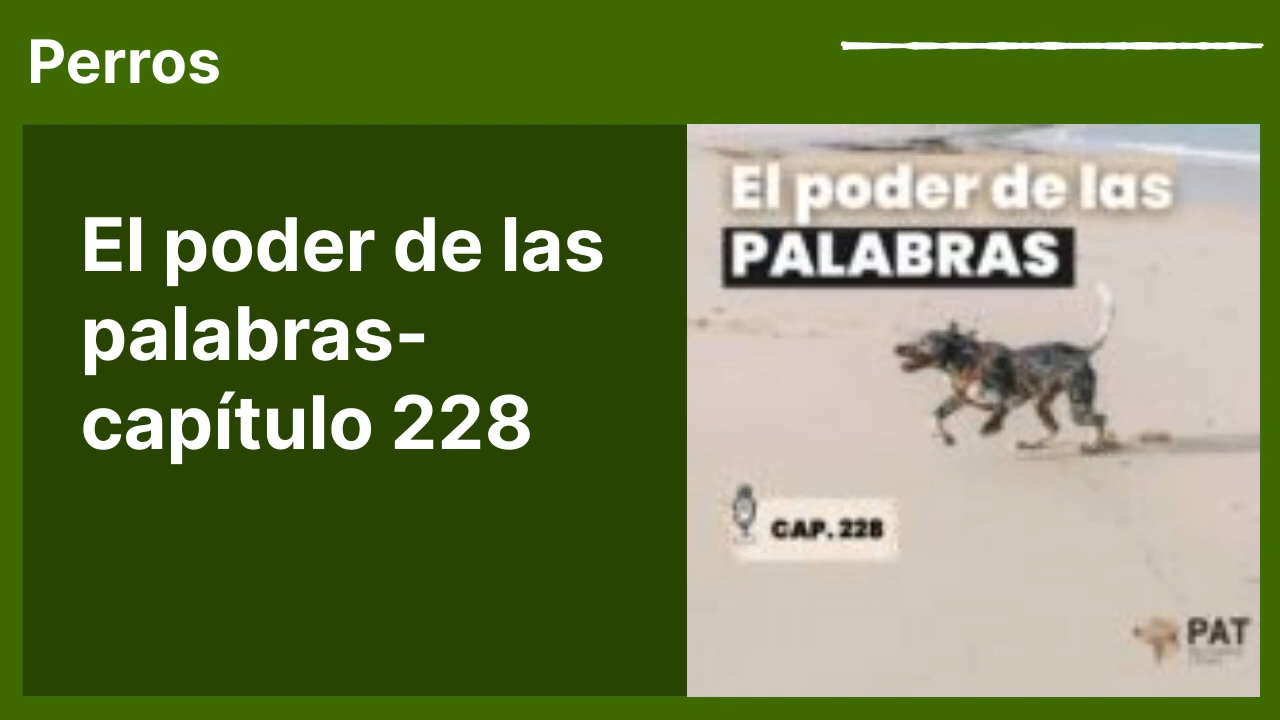 Perros
El poder de las
palabras-
capítulo 228
El poder de las
PALABRAS
CAP. 228
PAT